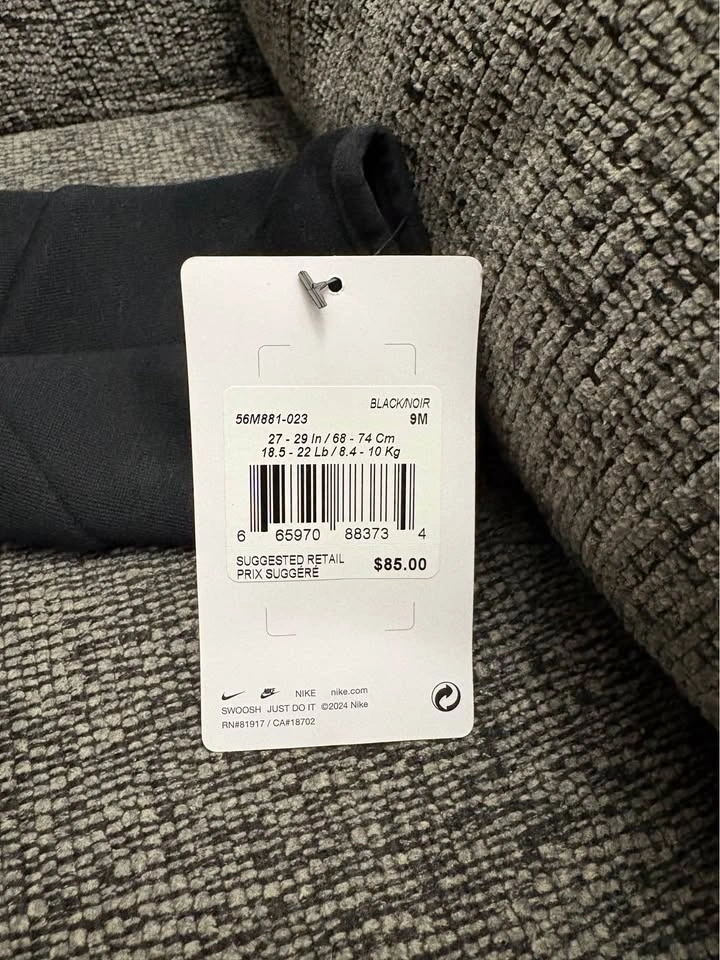 BLACK/NOIR
56M881-023 9M
27 - 29 In / 68 - 74 Cm
18.5 - 22 Lb / 8.4 - 10 Kg
6 65970 88373 4
SUGGESTED RETAIL
PRIX SUGGÉRÉ $85.00
NIKE nike.com
SWOOSH JUST DO IT ©2024 Nike
RN#81917 / CA#18702